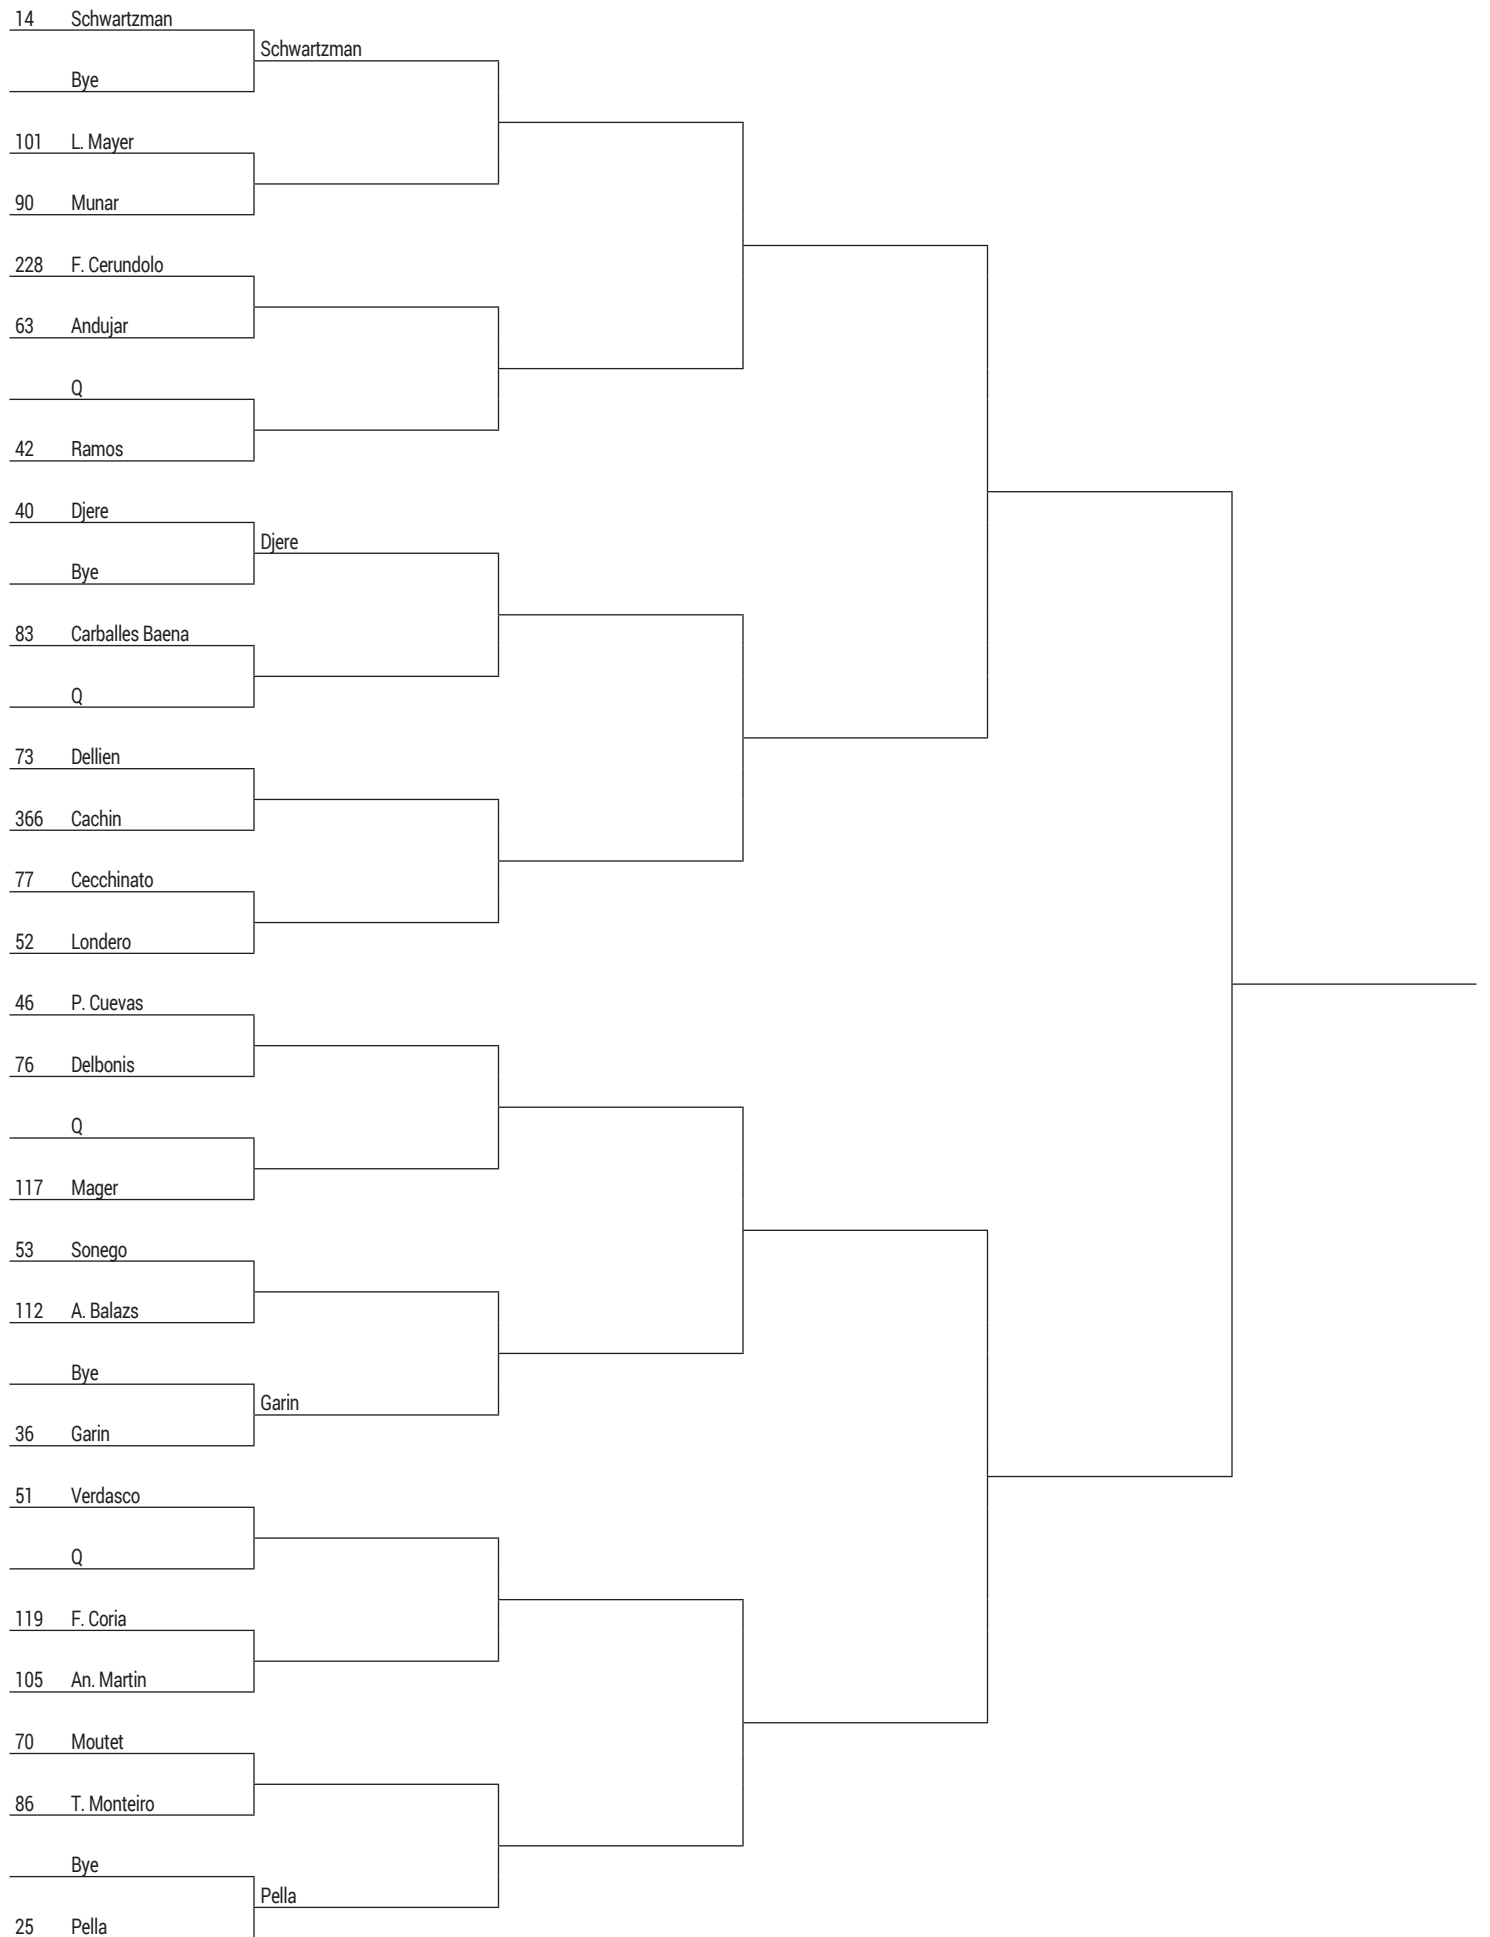 14 Schwartzman
Schwartzman
Bye
101 L. Mayer
90 Munar
228 F. Cerundolo
63 Andujar
Q
42 Ramos
40 Djere
Djere
Bye
83 Carballes Baena
Q
73 Dellien
366 Cachin
77 Cecchinato
52 Londero
46 P. Cuevas
76 Delbonis
Q
117 Mager
53 Sonego
112 A. Balazs
Bye
Garin
36 Garin
51 Verdasco
Q
119 F. Coria
105 An. Martin
70 Moutet
86 T. Monteiro
Bye
Pella
25 Pella